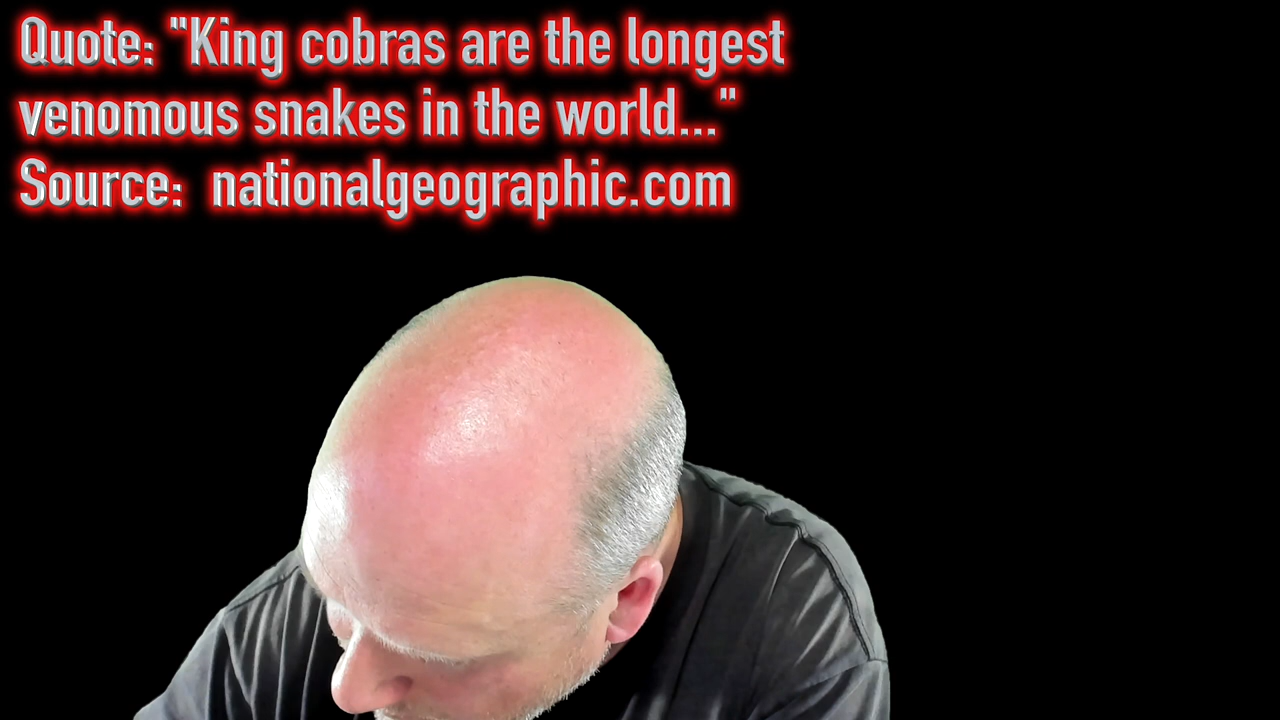 Quote: "King cobras are the longest
venomous snakes in the world..."
Source: nationalgeographic.com